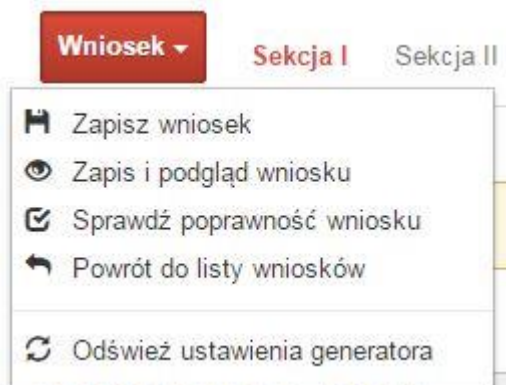 Wniosek Sekcja I Sekcja II
Zapisz wniosek
Zapis i podgląd wniosku
Sprawdź poprawność wniosku
Powrót do listy wniosków
Odśwież ustawienia generatora